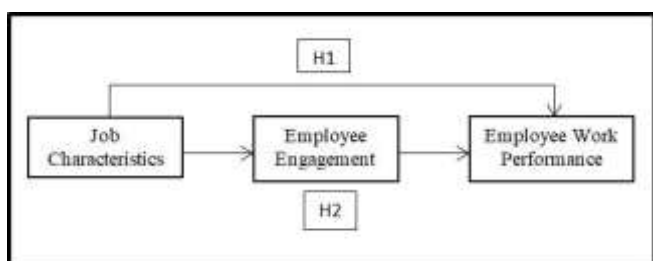 H1
Job
Characteristics
Employee
Engagement
Employee Work
Performance
H2